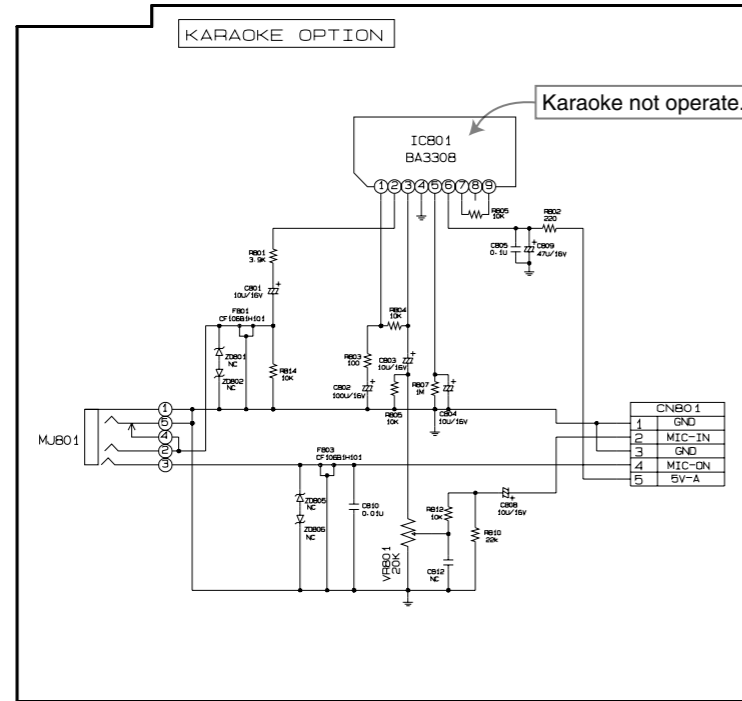 KARAOKE OPTION
Karaoke not operate.
IC801
BA3308
1 2 3 4 5 6 7 8 9
R805
10K
R802
220
C805
0.1U
C809
47U/16V
R801
3.9K
C801
10U/16V
F801
CF106B1H101
R804
10K
ZD801
NC
ZD802
NC
R814
10K
R803
100
C803
10U/16V
C802
100U/16V
R805
10K
R807
1M
C804
10U/16V
MJ801
1
5
4
2
3
CN801
1 GND
2 MIC-IN
3 GND
4 MIC-ON
5 5V-A
F803
CF106B1H101
ZD805
NC
ZD806
NC
C810
0.01U
VR801
20K
R812
10K
C808
10U/16V
R810
22k
C812
NC